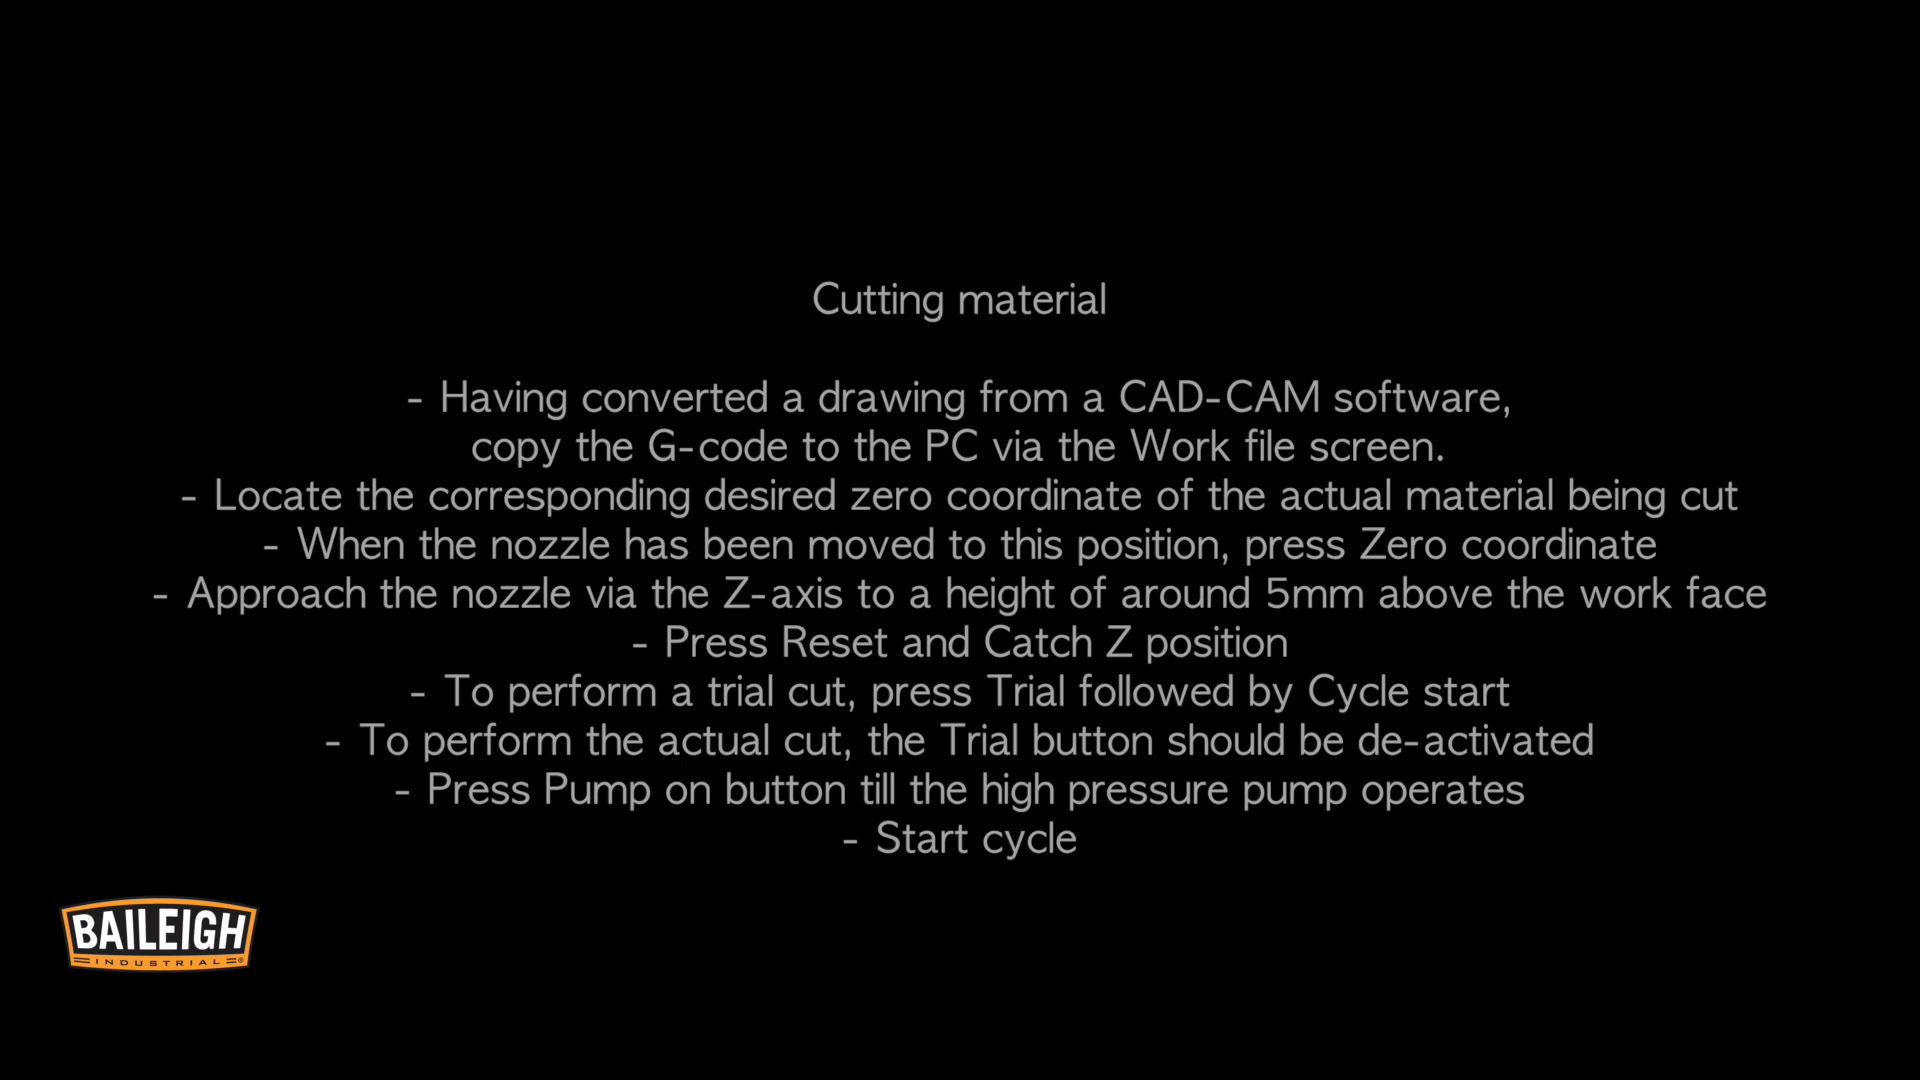 Cutting material
- Having converted a drawing from a CAD-CAM software,
copy the G-code to the PC via the Work file screen.
- Locate the corresponding desired zero coordinate of the actual material being cut
- When the nozzle has been moved to this position, press Zero coordinate
- Approach the nozzle via the Z-axis to a height of around 5mm above the work face
- Press Reset and Catch Z position
- To perform a trial cut, press Trial followed by Cycle start
- To perform the actual cut, the Trial button should be de-activated
- Press Pump on button till the high pressure pump operates
- Start cycle
BAILEIGH
INDUSTRIAL®